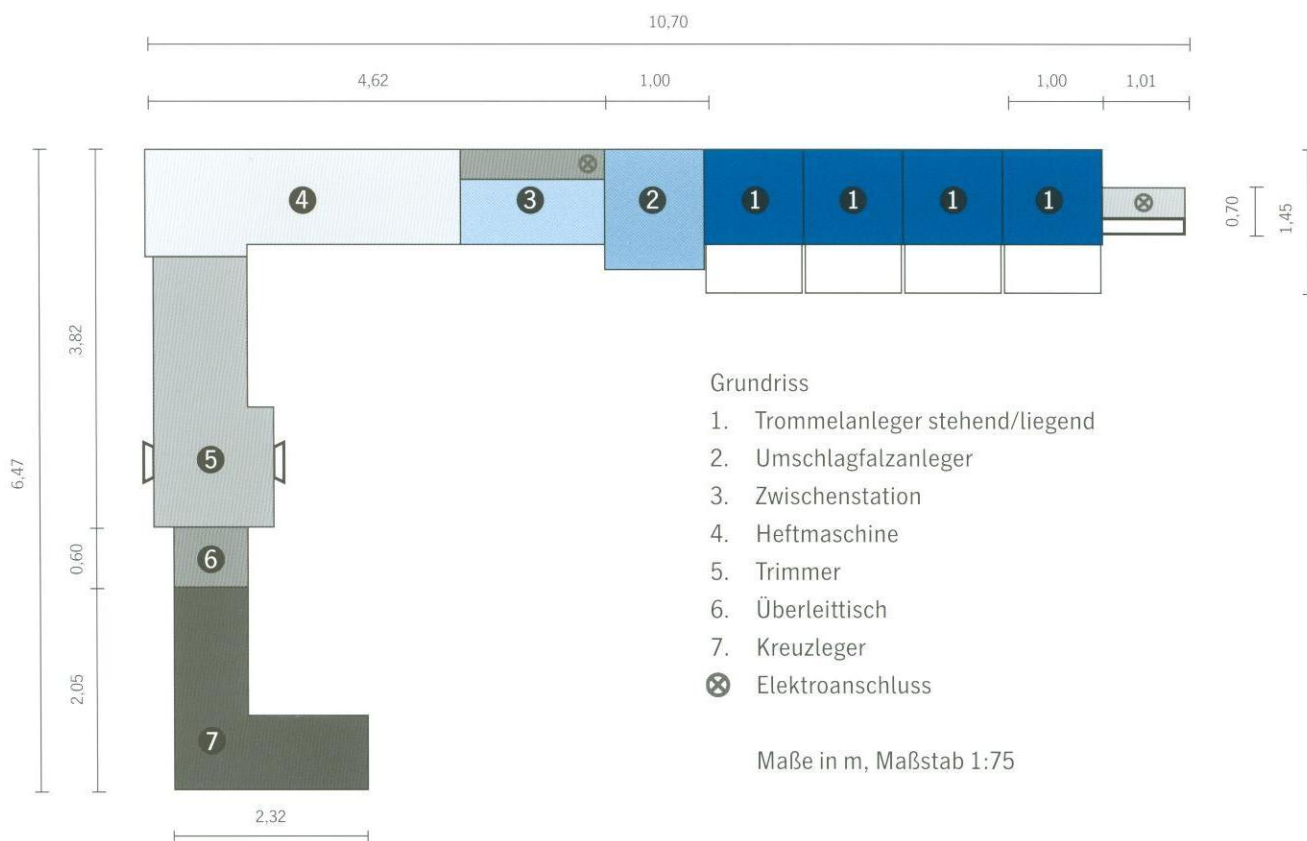 10,70
4,62 1,00 1,00 1,01
4 3 2 1 1 1 1
0,70
1,45
3,82
6,47
5
0,60
6
2,05
7
2,32
Grundriss
1. Trommelanleger stehend/liegend
2. Umschlagfalzanleger
3. Zwischenstation
4. Heftmaschine
5. Trimmer
6. Überleittisch
7. Kreuzleger
⊗ Elektroanschluss
Maße in m, Maßstab 1:75